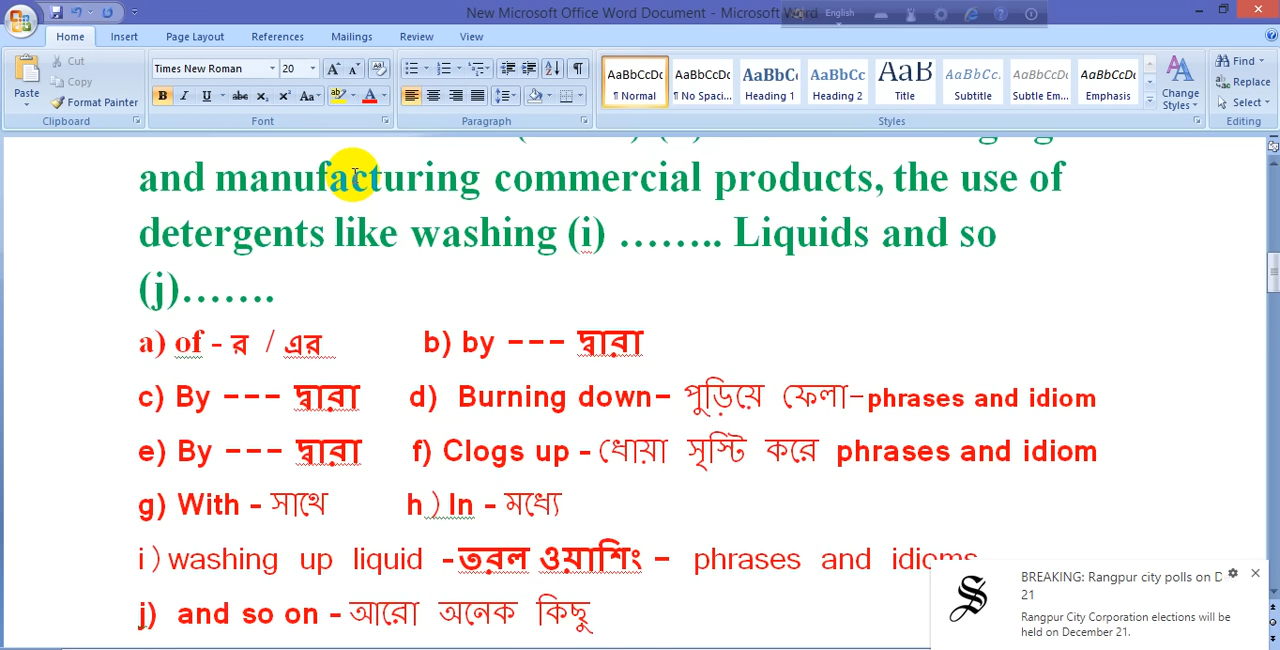 New Microsoft Office Word Document - Microsoft Word
English
Home Insert Page Layout References Mailings Review View
Paste
Cut
Copy
Format Painter
Clipboard
Times New Roman 20
Font
Paragraph
AaBbCcDc AaBbCcDc AaBbC AaBbCc AaB AaBbCc. AaBbCcDc AaBbCcDc
¶ Normal ¶ No Spaci... Heading 1 Heading 2 Title Subtitle Subtle Em... Emphasis
Change Styles
Styles
Find
Replace
Select
Editing
and manufacturing commercial products, the use of
detergents like washing (i) …….. Liquids and so
(j)…….
a) of - র / এর b) by --- দ্বারা
c) By --- দ্বারা d) Burning down– পুড়িয়ে ফেলা–phrases and idiom
e) By --- দ্বারা f) Clogs up - ধোয়া সৃস্টি করে phrases and idiom
g) With - সাথে h) In - মধ্যে
i) washing up liquid -তরল ওয়াশিং – phrases and idioms
j) and so on - আরো অনেক কিছু
BREAKING: Rangpur city polls on D
21
Rangpur City Corporation elections will be
held on December 21.